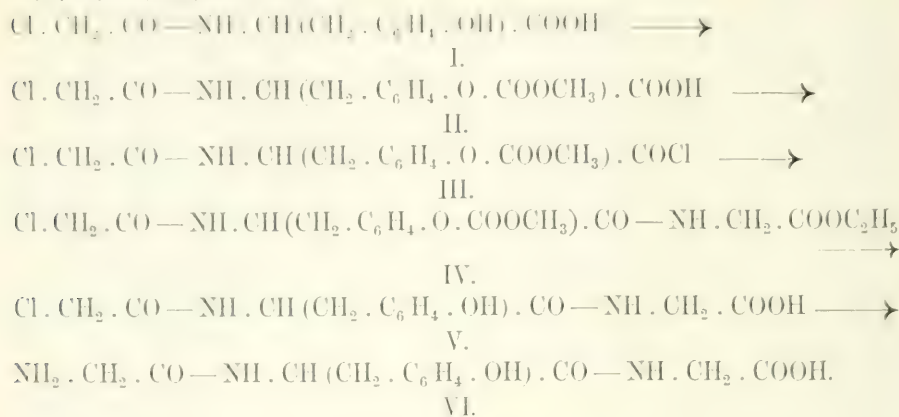 Cl . CH₂ . CO — NH . CH (CH₂ . C₆H₄ . OH) . COOH ⟶
I.
Cl . CH₂ . CO — NH . CH (CH₂ . C₆H₄ . O . COOCH₃) . COOH ⟶
II.
Cl . CH₂ . CO — NH . CH (CH₂ . C₆H₄ . O . COOCH₃) . COCl ⟶
III.
Cl . CH₂ . CO — NH . CH (CH₂ . C₆H₄ . O . COOCH₃) . CO — NH . CH₂ . COOC₂H₅
⟶
IV.
Cl . CH₂ . CO — NH . CH (CH₂ . C₆H₄ . OH) . CO — NH . CH₂ . COOH ⟶
V.
NH₂ . CH₂ . CO — NH . CH (CH₂ . C₆H₄ . OH) . CO — NH . CH₂ . COOH.
VI.